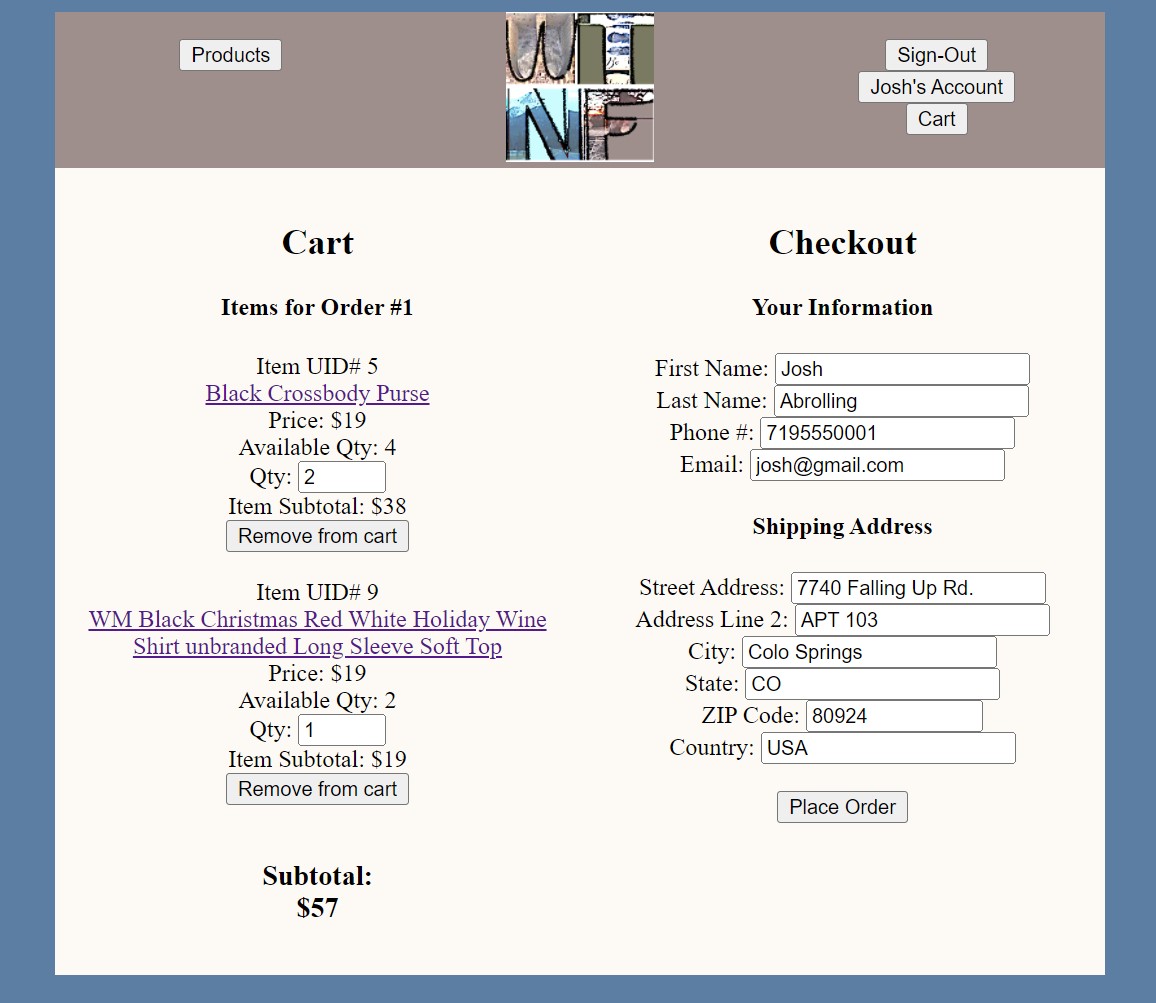 Products
WT
NF
Sign-Out
Josh's Account
Cart
Cart
Items for Order #1
Item UID# 5
Black Crossbody Purse
Price: $19
Available Qty: 4
Qty: 2
Item Subtotal: $38
Remove from cart
Item UID# 9
WM Black Christmas Red White Holiday Wine
Shirt unbranded Long Sleeve Soft Top
Price: $19
Available Qty: 2
Qty: 1
Item Subtotal: $19
Remove from cart
Subtotal:
$57
Checkout
Your Information
First Name: Josh
Last Name: Abrolling
Phone #: 7195550001
Email: josh@gmail.com
Shipping Address
Street Address: 7740 Falling Up Rd.
Address Line 2: APT 103
City: Colo Springs
State: CO
ZIP Code: 80924
Country: USA
Place Order